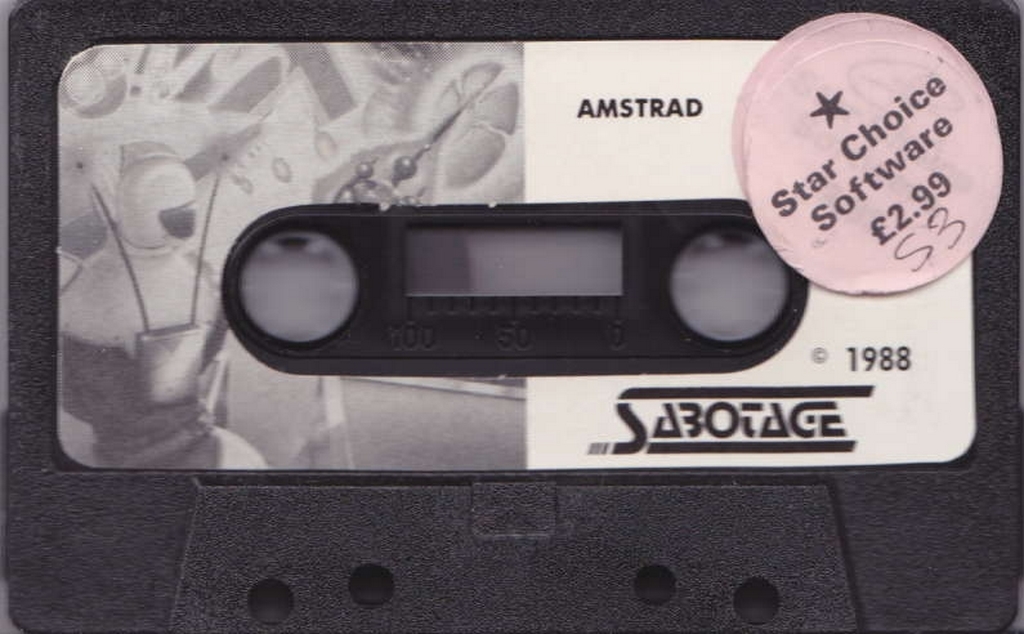 AMSTRAD
★ Star Choice
Software
£2.99
S3
100 50 0
© 1988
SABOTAGE